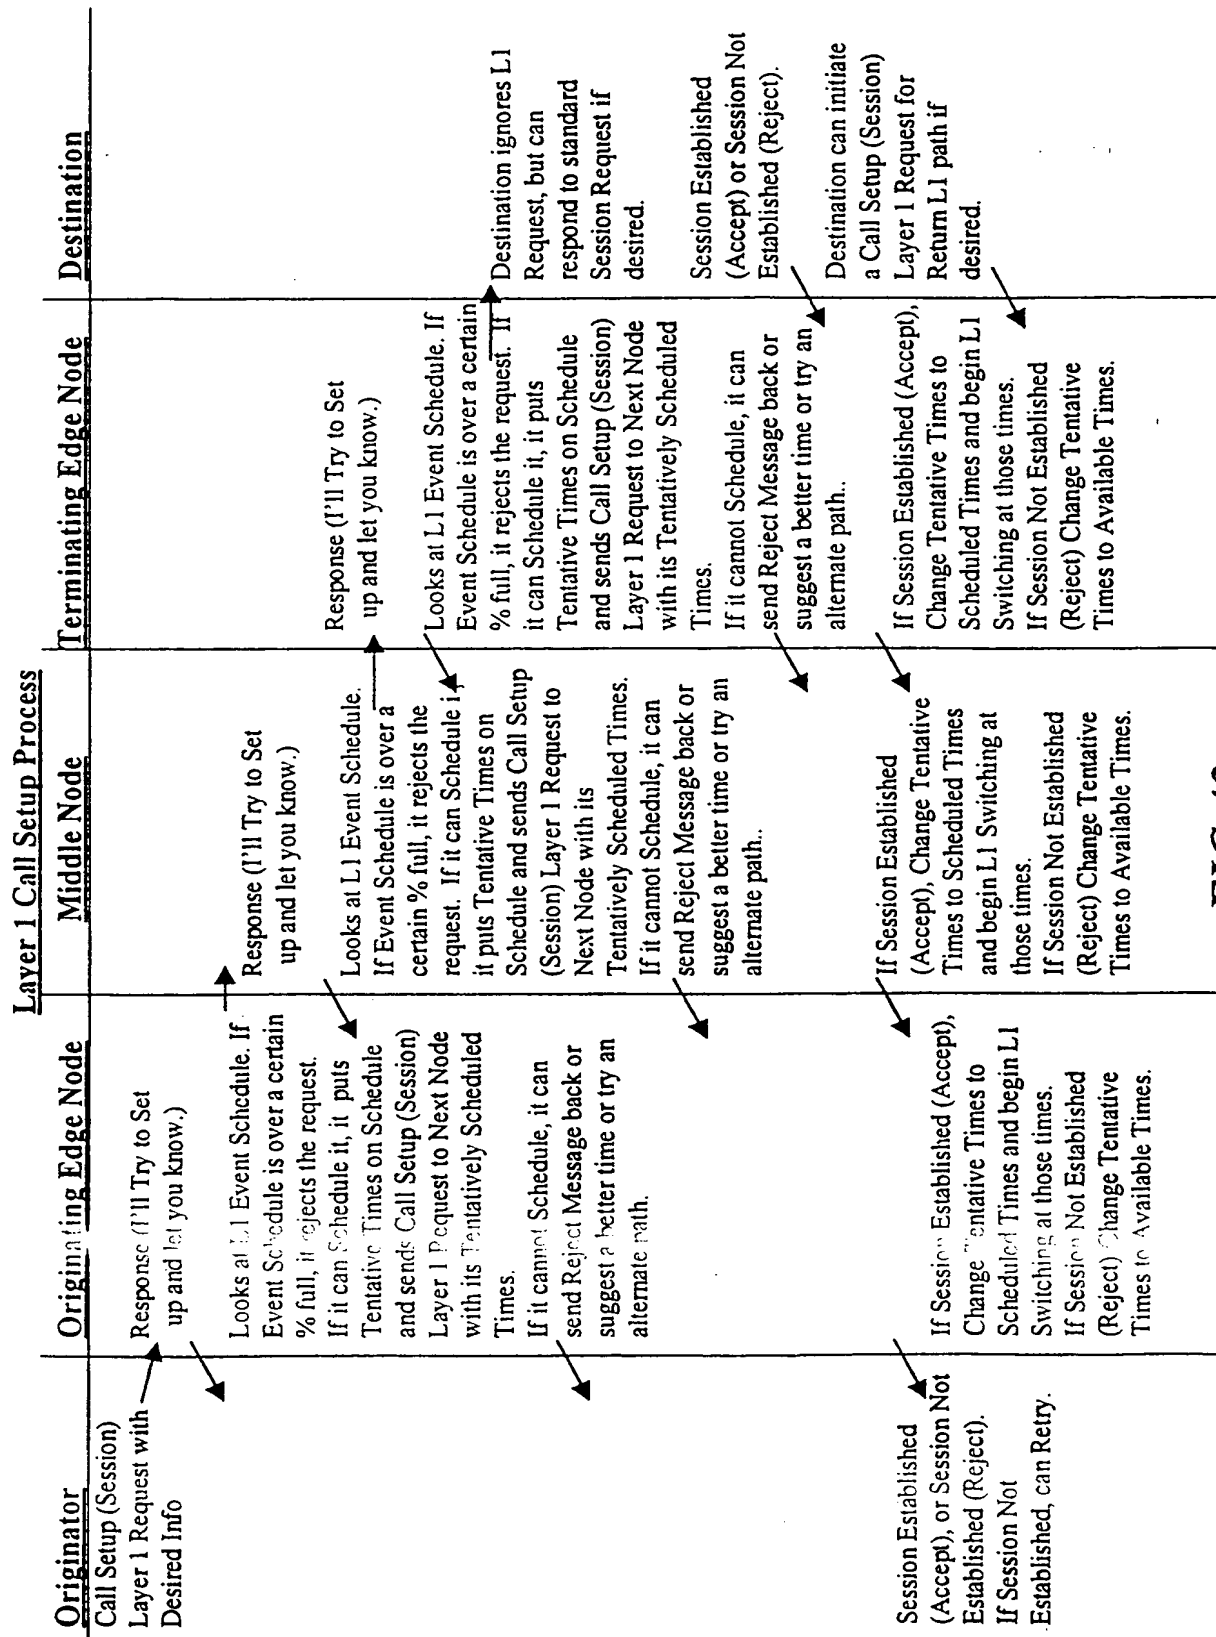 Layer 1 Call Setup Process
Originator
Call Setup (Session)
Layer 1 Request with
Desired Info
Session Established
(Accept), or Session Not
Established (Reject).
If Session Not
Established, can Retry.
Originating Edge Node
Response (I'll Try to Set
up and let you know.)
Looks at L1 Event Schedule. If
Event Schedule is over a certain
% full, it rejects the request.
If it can Schedule it, it puts
Tentative Times on Schedule
and sends Call Setup (Session)
Layer 1 Request to Next Node
with its Tentatively Scheduled
Times.
If it cannot Schedule, it can
send Reject Message back or
suggest a better time or try an
alternate path.
If Session Established (Accept),
Change Tentative Times to
Scheduled Times and begin L1
Switching at those times.
If Session Not Established
(Reject) Change Tentative
Times to Available Times.
Middle Node
Response (I'll Try to Set
up and let you know.)
Looks at L1 Event Schedule.
If Event Schedule is over a
certain % full, it rejects the
request. If it can Schedule i ,
it puts Tentative Times on
Schedule and sends Call Setup
(Session) Layer 1 Request to
Next Node with its
Tentatively Scheduled Times.
If it cannot Schedule, it can
send Reject Message back or
suggest a better time or try an
alternate path..
If Session Established
(Accept), Change Tentative
Times to Scheduled Times
and begin L1 Switching at
those times.
If Session Not Established
(Reject) Change Tentative
Times to Available Times.
Terminating Edge Node
Response (I'll Try to Set
up and let you know.)
Looks at L1 Event Schedule. If
Event Schedule is over a certain
% full, it rejects the request. If
it can Schedule it, it puts
Tentative Times on Schedule
and sends Call Setup (Session)
Layer 1 Request to Next Node
with its Tentatively Scheduled
Times.
If it cannot Schedule, it can
send Reject Message back or
suggest a better time or try an
alternate path..
If Session Established (Accept),
Change Tentative Times to
Scheduled Times and begin L1
Switching at those times.
If Session Not Established
(Reject) Change Tentative
Times to Available Times.
Destination
Destination ignores L1
Request, but can
respond to standard
Session Request if
desired.
Session Established
(Accept) or Session Not
Established (Reject).
Destination can initiate
a Call Setup (Session)
Layer 1 Request for
Return L1 path if
desired.